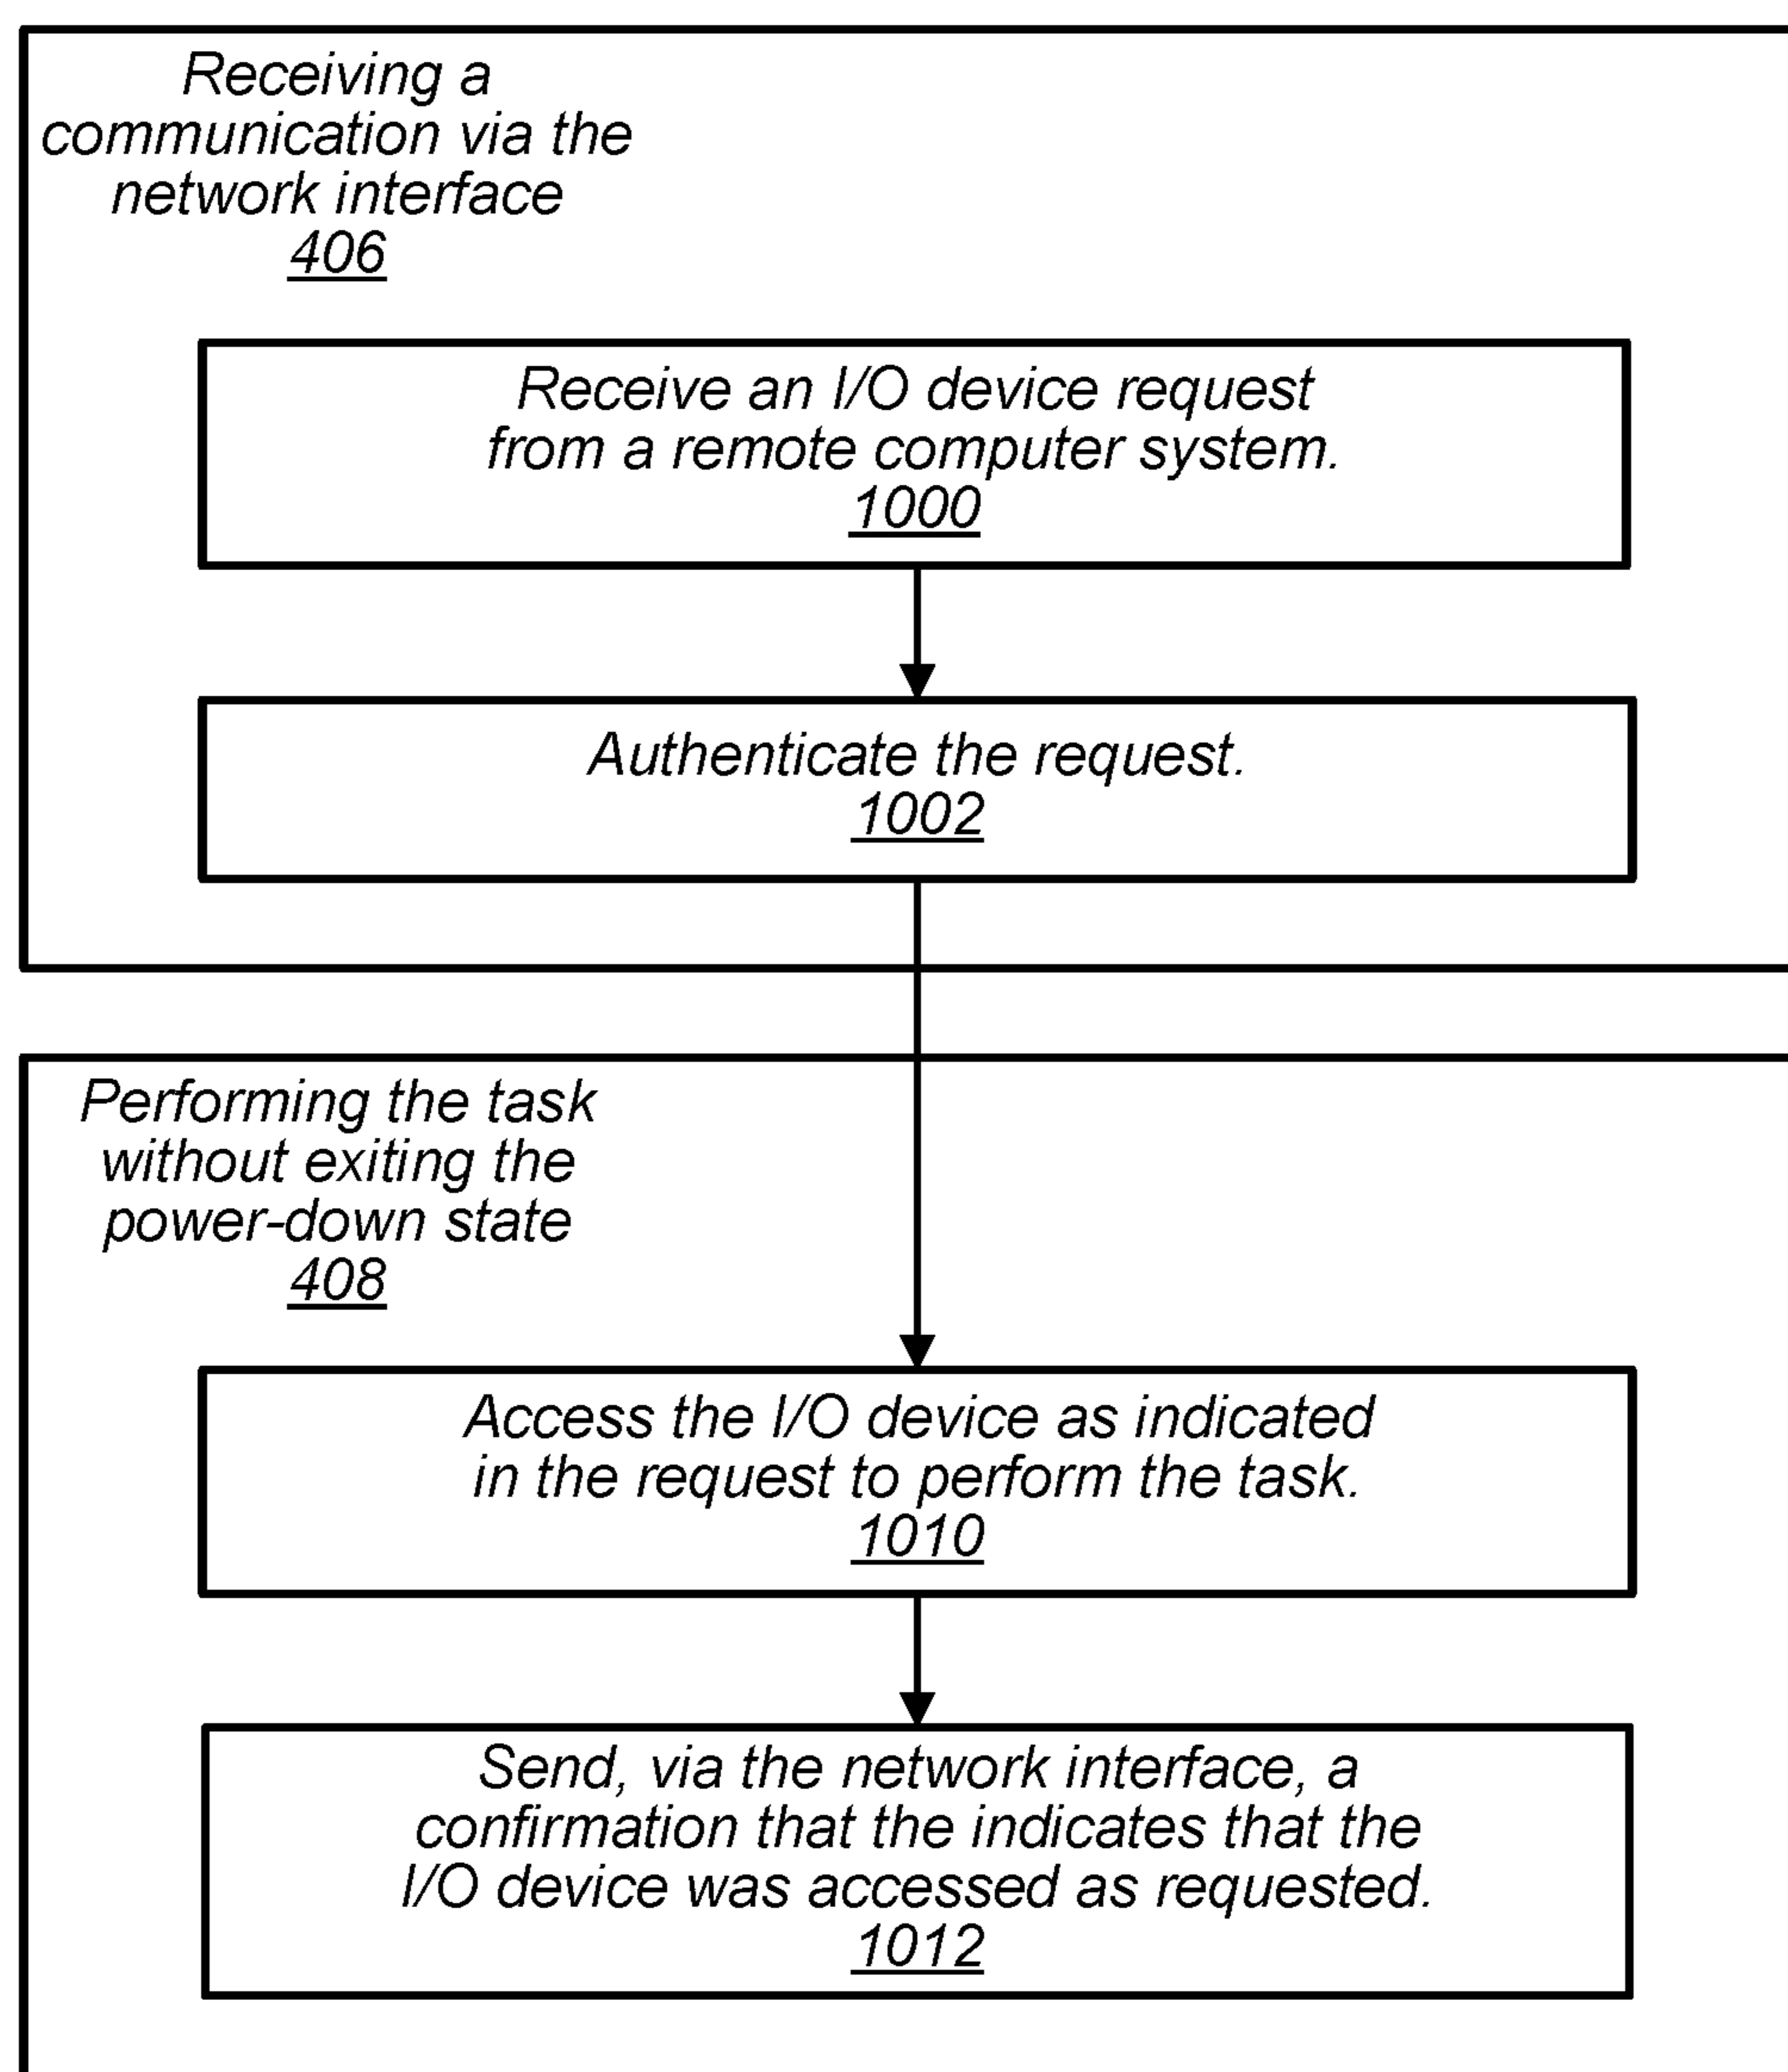 Receiving a
communication via the
network interface
406
Receive an I/O device request
from a remote computer system.
1000
Authenticate the request.
1002
Performing the task
without exiting the
power-down state
408
Access the I/O device as indicated
in the request to perform the task.
1010
Send, via the network interface, a
confirmation that the indicates that the
I/O device was accessed as requested.
1012